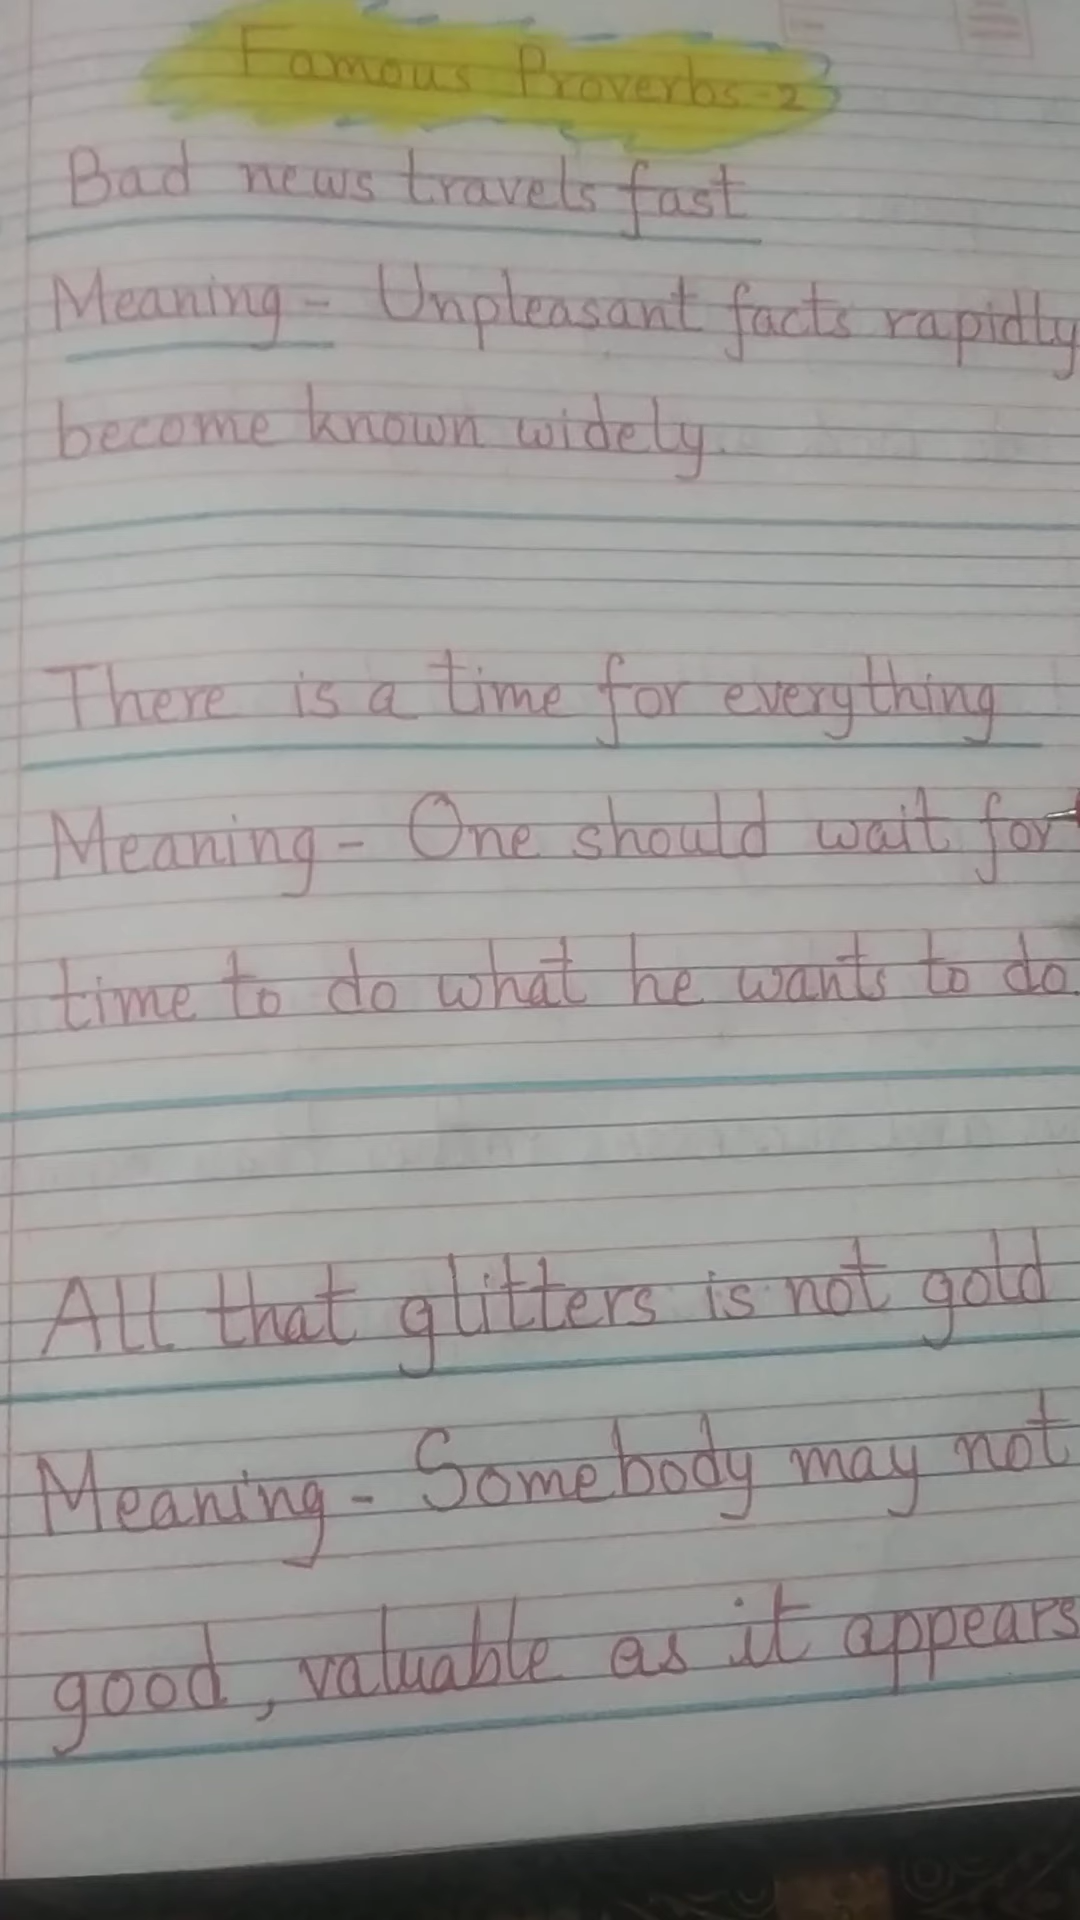 Famous Proverbs-2
Bad news travels fast
Meaning - Unpleasant facts rapidly
become known widely.
There is a time for everything
Meaning - One should wait for
time to do what he wants to do.
All that glitters is not gold
Meaning - Somebody may not
good, valuable as it appears